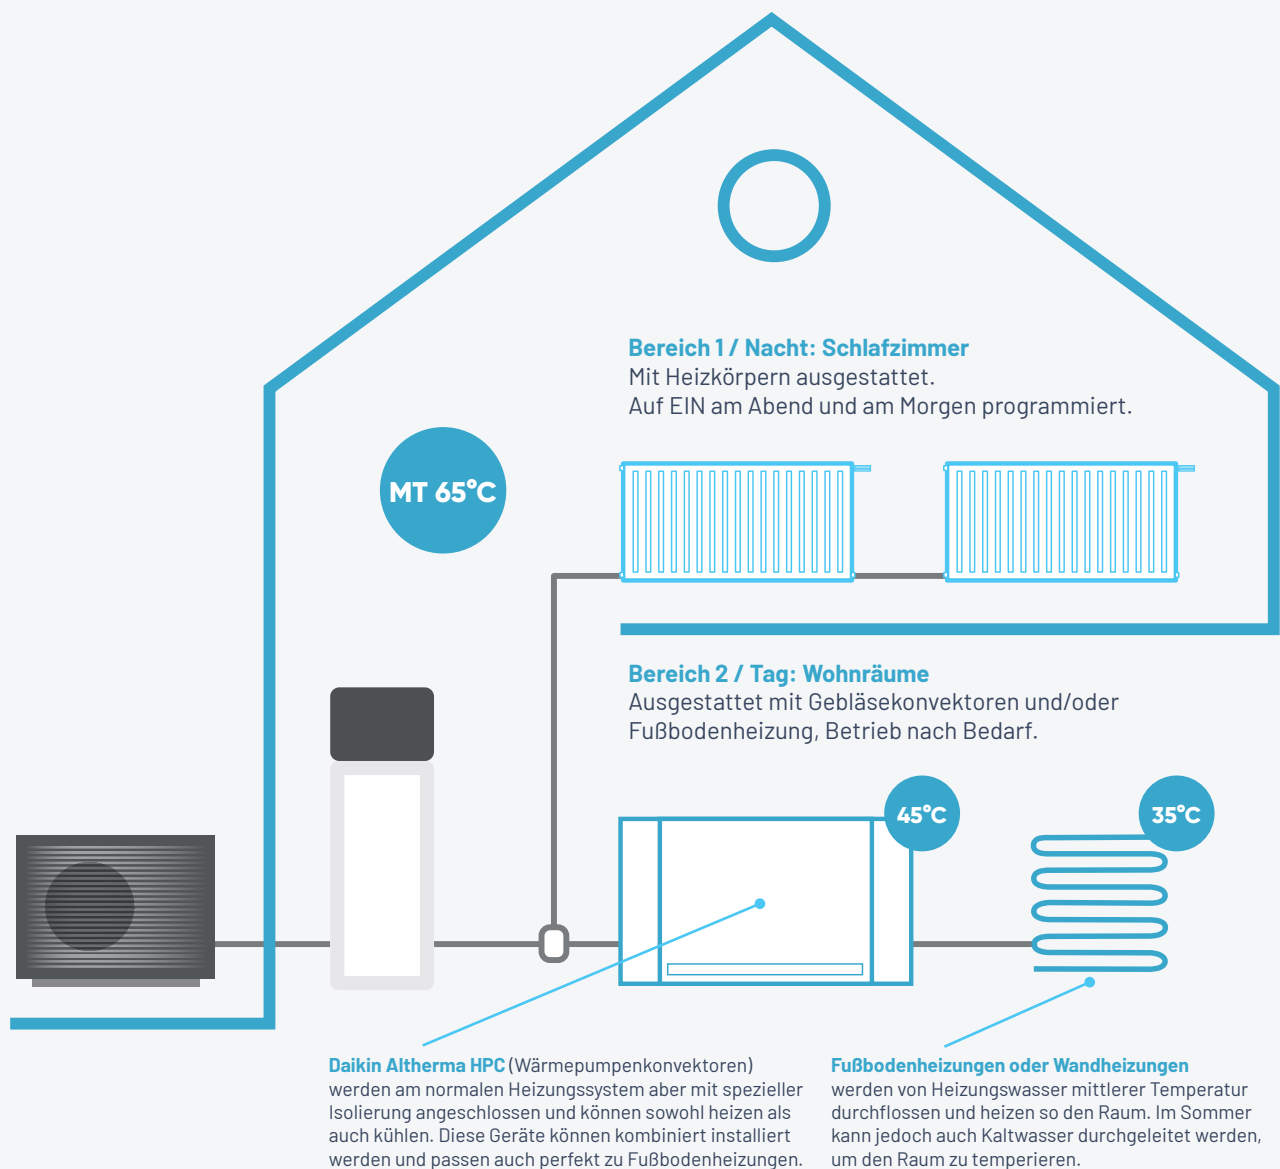 Bereich 1 / Nacht: Schlafzimmer
Mit Heizkörpern ausgestattet.
Auf EIN am Abend und am Morgen programmiert.
MT 65°C
Bereich 2 / Tag: Wohnräume
Ausgestattet mit Gebläsekonvektoren und/oder
Fußbodenheizung, Betrieb nach Bedarf.
45°C
35°C
Daikin Altherma HPC (Wärmepumpenkonvektoren)
werden am normalen Heizungssystem aber mit spezieller
Isolierung angeschlossen und können sowohl heizen als
auch kühlen. Diese Geräte können kombiniert installiert
werden und passen auch perfekt zu Fußbodenheizungen.
Fußbodenheizungen oder Wandheizungen
werden von Heizungswasser mittlerer Temperatur
durchflossen und heizen so den Raum. Im Sommer
kann jedoch auch Kaltwasser durchgeleitet werden,
um den Raum zu temperieren.